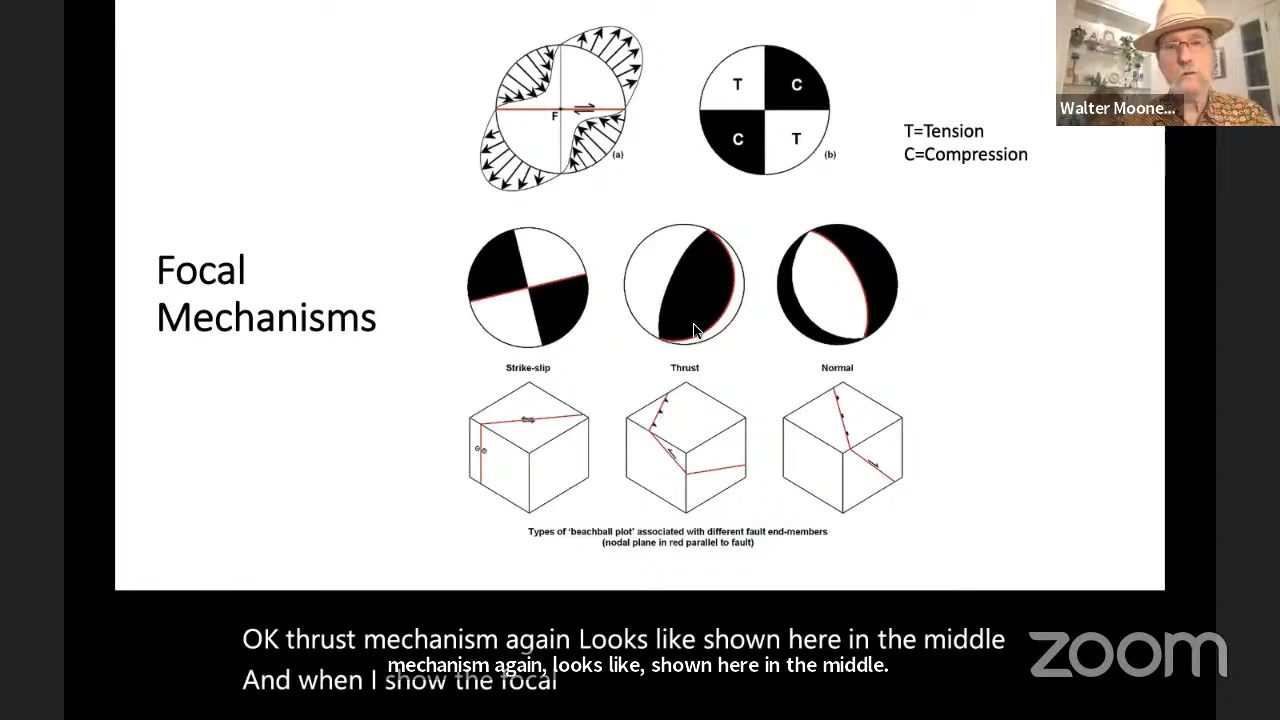 T
C
F
C
T
(a)
(b)
T=Tension
C=Compression
Walter Moone...
Focal
Mechanisms
Strike-slip
Thrust
Normal
Types of 'beachball plot' associated with different fault end-members
(nodal plane in red parallel to fault)
OK thrust mechanism again Looks like shown here in the middle
mechanism again, looks like, shown here in the middle.
And when I show the focal
zoom